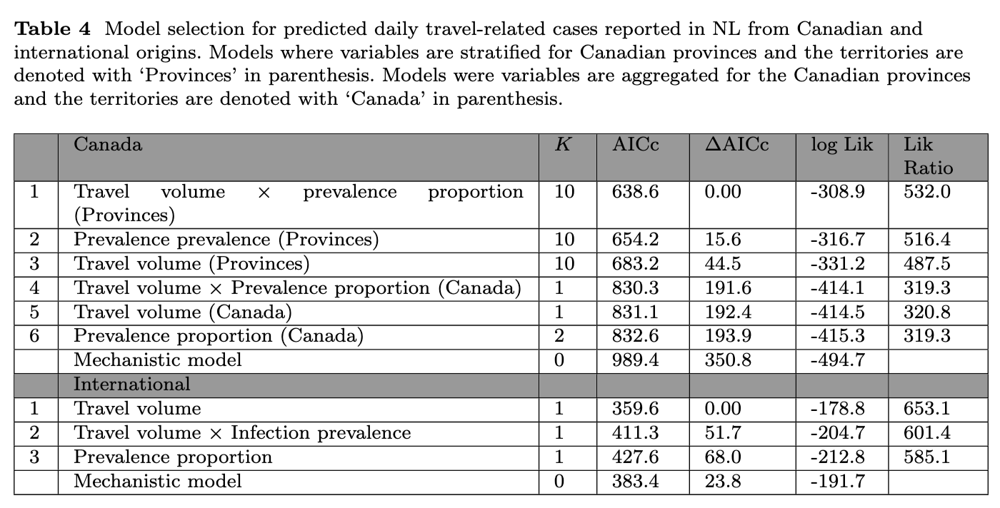 Table 4 Model selection for predicted daily travel-related cases reported in NL from Canadian and
international origins. Models where variables are stratified for Canadian provinces and the territories are
denoted with ‘Provinces’ in parenthesis. Models were variables are aggregated for the Canadian provinces
and the territories are denoted with ‘Canada’ in parenthesis.
Canada K AICc ΔAICc log Lik Lik
Ratio
1 Travel volume × prevalence proportion 10 638.6 0.00 -308.9 532.0
(Provinces)
2 Prevalence prevalence (Provinces) 10 654.2 15.6 -316.7 516.4
3 Travel volume (Provinces) 10 683.2 44.5 -331.2 487.5
4 Travel volume × Prevalence proportion (Canada) 1 830.3 191.6 -414.1 319.3
5 Travel volume (Canada) 1 831.1 192.4 -414.5 320.8
6 Prevalence proportion (Canada) 2 832.6 193.9 -415.3 319.3
Mechanistic model 0 989.4 350.8 -494.7
International
1 Travel volume 1 359.6 0.00 -178.8 653.1
2 Travel volume × Infection prevalence 1 411.3 51.7 -204.7 601.4
3 Prevalence proportion 1 427.6 68.0 -212.8 585.1
Mechanistic model 0 383.4 23.8 -191.7